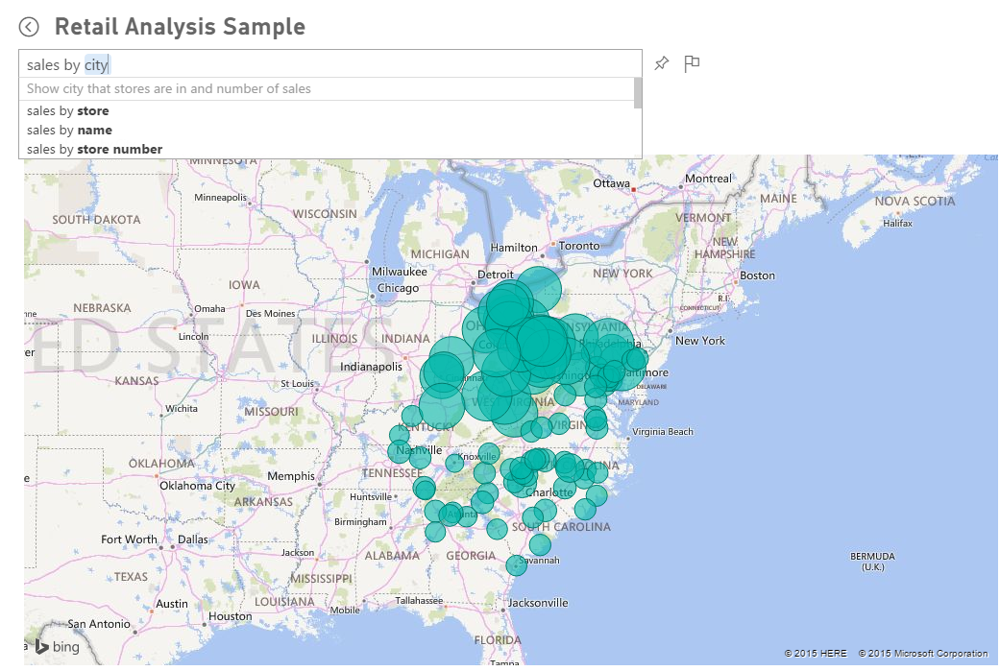 Retail Analysis Sample
sales by city
Show city that stores are in and number of sales
sales by store
sales by name
sales by store number
MINNESOTA
Ottawa
Montreal
MAINE
Minneapolis
NOVA SCOTIA
SOUTH DAKOTA
WISCONSIN
VERMONT
Halifax
Hamilton
Toronto
NEW
HAMPSHIRE
MICHIGAN
Milwaukee
Detroit
NEW YORK
Boston
IOWA
Chicago
R.I.
NEBRASKA
Omaha
Des Moines
CONNECTICUT
ED STATES
Lincoln
ILLINOIS
INDIANA
New York
Indianapolis
KANSAS
St Louis
DELAWARE
MARYLAND
Wichita
MISSOURI
KENTUCKY
Virginia Beach
Nashville
Knoxville
OKLAHOMA
TENNESSEE
Memphis
Oklahoma City
Charlotte
Huntsville
ARKANSAS
Atlanta
Birmingham
SOUTH CAROLINA
Fort Worth
Dallas
Jackson
ALABAMA
GEORGIA
Savannah
BERMUDA
(U.K.)
TEXAS
MISSISSIPPI
Austin
LOUISIANA
Mobile
Tallahassee
Jacksonville
Houston
San Antonio
FLORIDA
bing
Tampa
© 2015 HERE © 2015 Microsoft Corporation